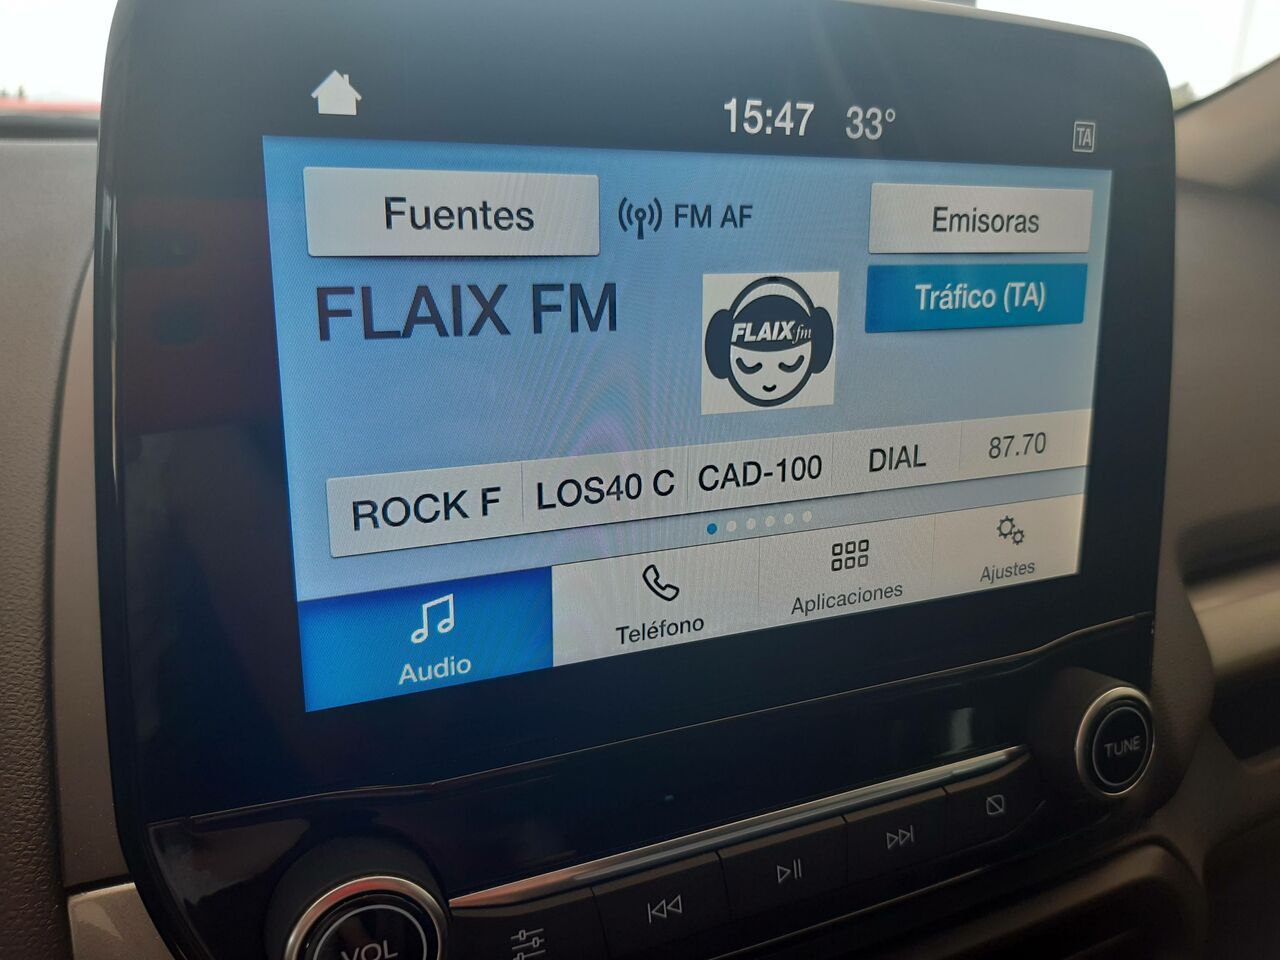 15:47 33°
TA
Fuentes
FM AF
Emisoras
FLAIX FM
FLAIX fm
Tráfico (TA)
ROCK F
LOS40 C
CAD-100
DIAL
87.70
Audio
Teléfono
Aplicaciones
Ajustes
TUNE
VOL